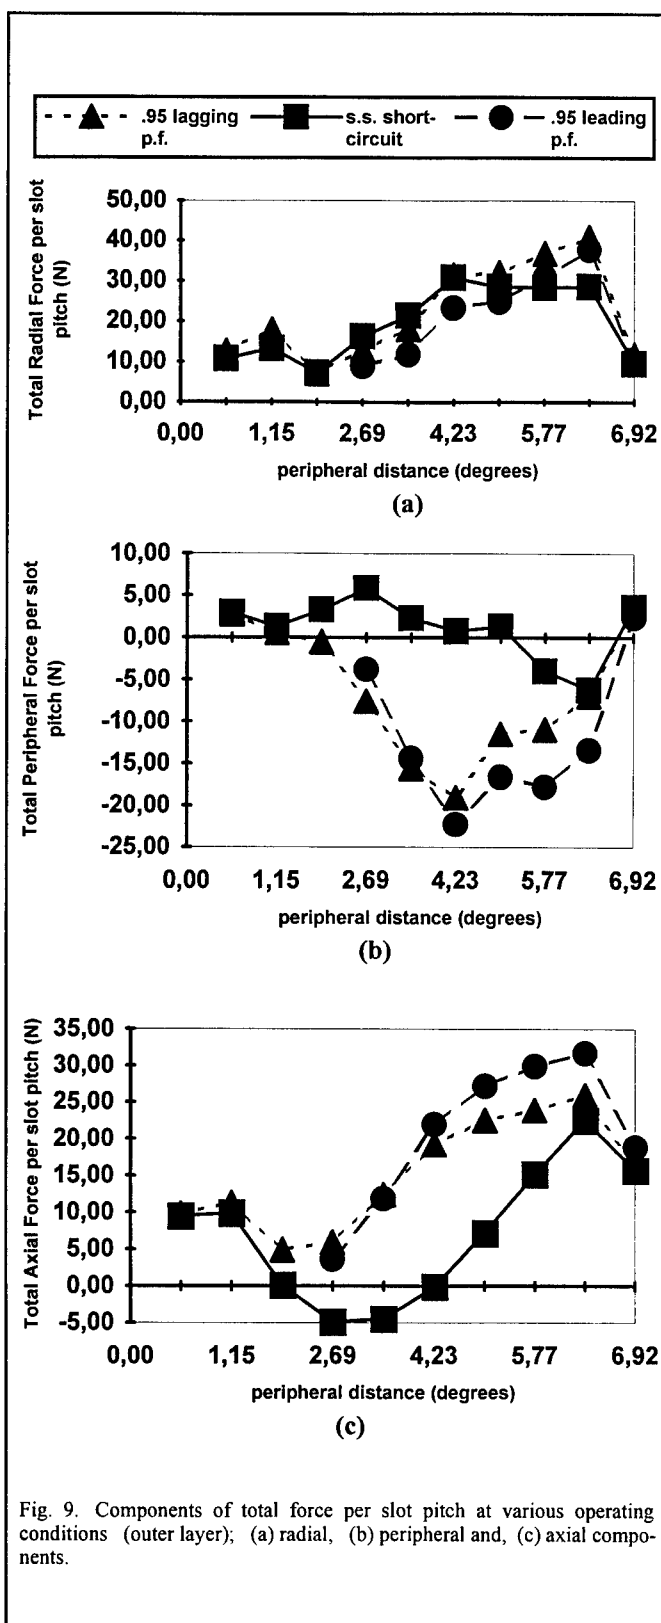 .95 lagging p.f.
s.s. short-circuit
.95 leading p.f.
Total Radial Force per slot pitch (N)
50,00
40,00
30,00
20,00
10,00
0,00
0,00 1,15 2,69 4,23 5,77 6,92
peripheral distance (degrees)
(a)
Total Peripheral Force per slot pitch (N)
10,00
5,00
0,00
-5,00
-10,00
-15,00
-20,00
-25,00
0,00 1,15 2,69 4,23 5,77 6,92
peripheral distance (degrees)
(b)
Total Axial Force per slot pitch (N)
35,00
30,00
25,00
20,00
15,00
10,00
5,00
0,00
-5,00
0,00 1,15 2,69 4,23 5,77 6,92
peripheral distance (degrees)
(c)
Fig. 9. Components of total force per slot pitch at various operating
conditions (outer layer); (a) radial, (b) peripheral and, (c) axial compo-
nents.